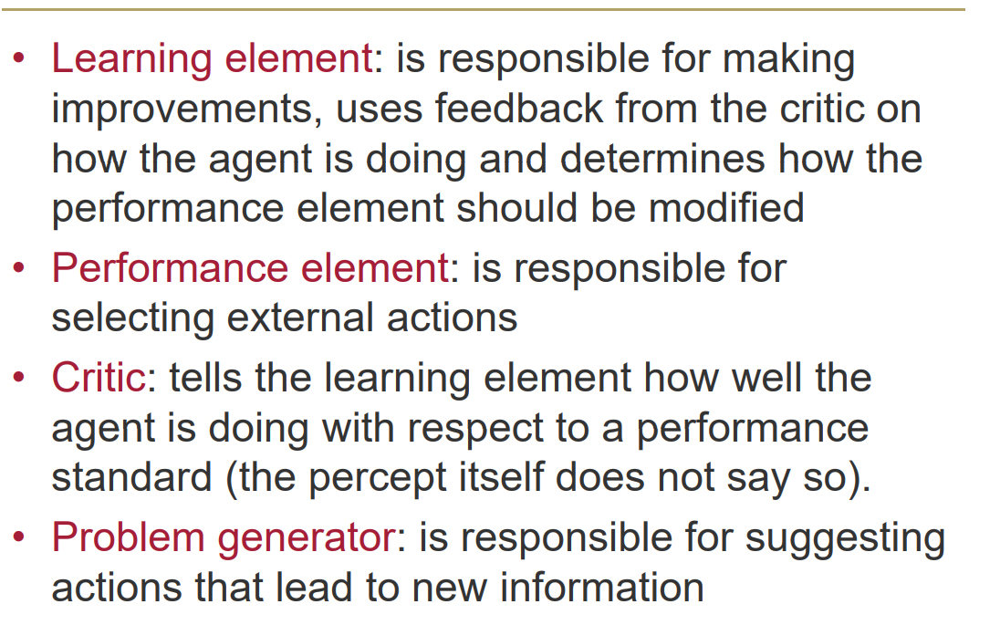 • Learning element: is responsible for making
improvements, uses feedback from the critic on
how the agent is doing and determines how the
performance element should be modified
• Performance element: is responsible for
selecting external actions
• Critic: tells the learning element how well the
agent is doing with respect to a performance
standard (the percept itself does not say so).
• Problem generator: is responsible for suggesting
actions that lead to new information